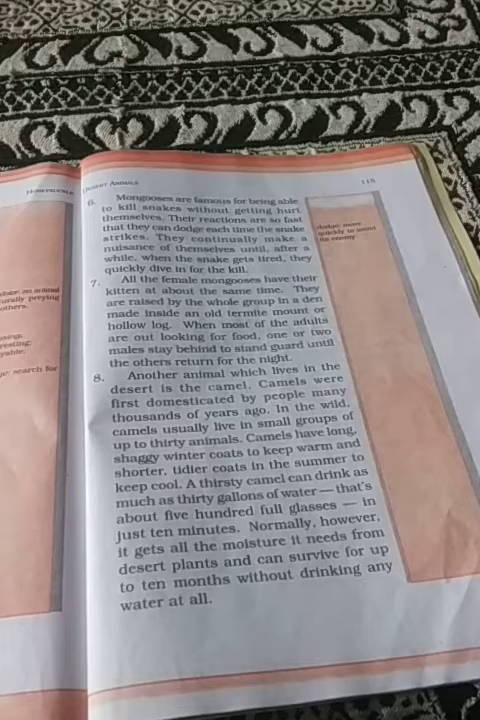 HONEYSUCKLE
urally preying
others.
search for
DESERT ANIMALS
115
6. Mongooses are famous for being able
to kill snakes without getting hurt
themselves. Their reactions are so fast
that they can dodge each time the snake
strikes. They continually make a
nuisance of themselves until, after a
while, when the snake gets tired, they
quickly dive in for the kill.
7. All the female mongooses have their
kitten at about the same time. They
are raised by the whole group in a den
made inside an old termite mount or
hollow log. When most of the adults
are out looking for food, one or two
males stay behind to stand guard until
the others return for the night.
8. Another animal which lives in the
desert is the camel. Camels were
first domesticated by people many
thousands of years ago. In the wild,
camels usually live in small groups of
up to thirty animals. Camels have long,
shaggy winter coats to keep warm and
shorter, tidier coats in the summer to
keep cool. A thirsty camel can drink as
much as thirty gallons of water — that's
about five hundred full glasses — in
just ten minutes. Normally, however,
it gets all the moisture it needs from
desert plants and can survive for up
to ten months without drinking any
water at all.
dodge: move
quickly to avoid
an enemy